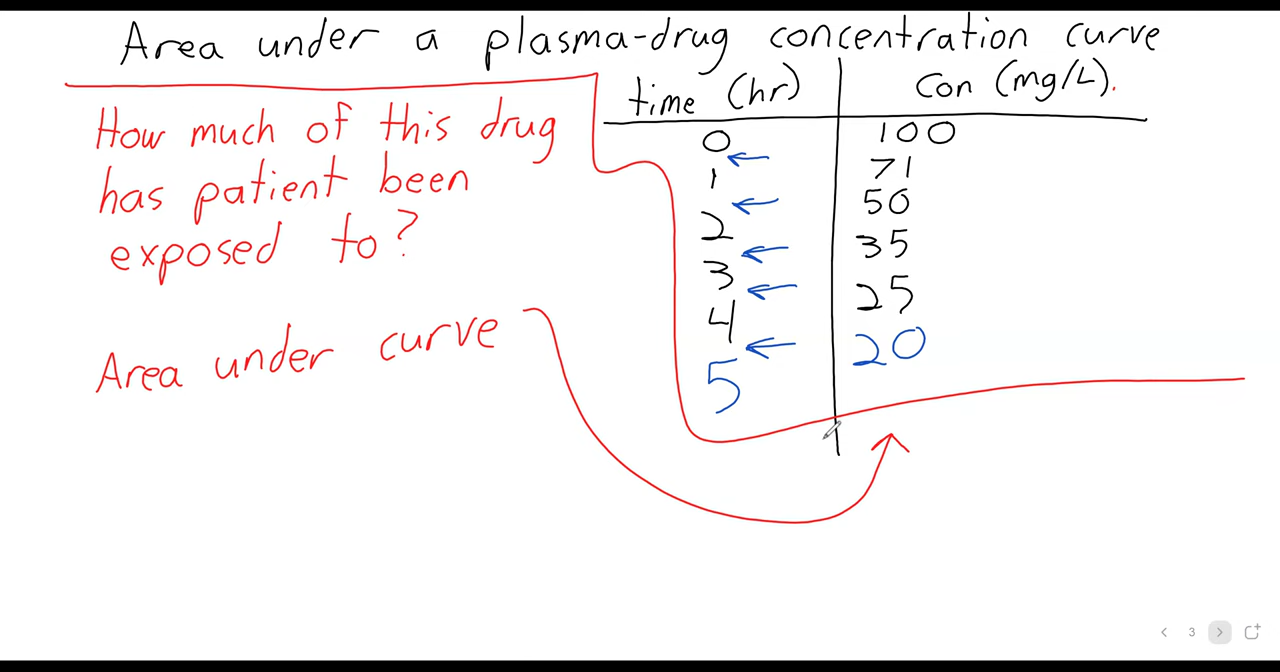 Area under a plasma-drug concentration curve
How much of this drug
has patient been
exposed to?
Area under curve
time (hr) Con (mg/L).
0 100
1 71
2 50
3 35
4 25
5 20
3